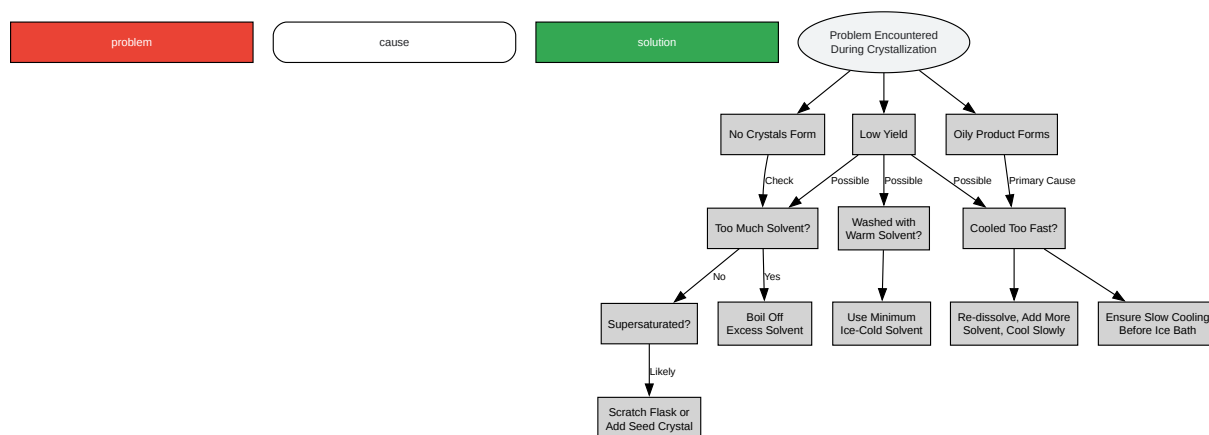 problem
cause
solution
Problem Encountered
During Crystallization
No Crystals Form
Low Yield
Oily Product Forms
Check
Possible
Possible
Possible
Primary Cause
Too Much Solvent?
Washed with
Warm Solvent?
Cooled Too Fast?
No
Yes
Supersaturated?
Boil Off
Excess Solvent
Use Minimum
Ice-Cold Solvent
Re-dissolve, Add More
Solvent, Cool Slowly
Ensure Slow Cooling
Before Ice Bath
Likely
Scratch Flask or
Add Seed Crystal